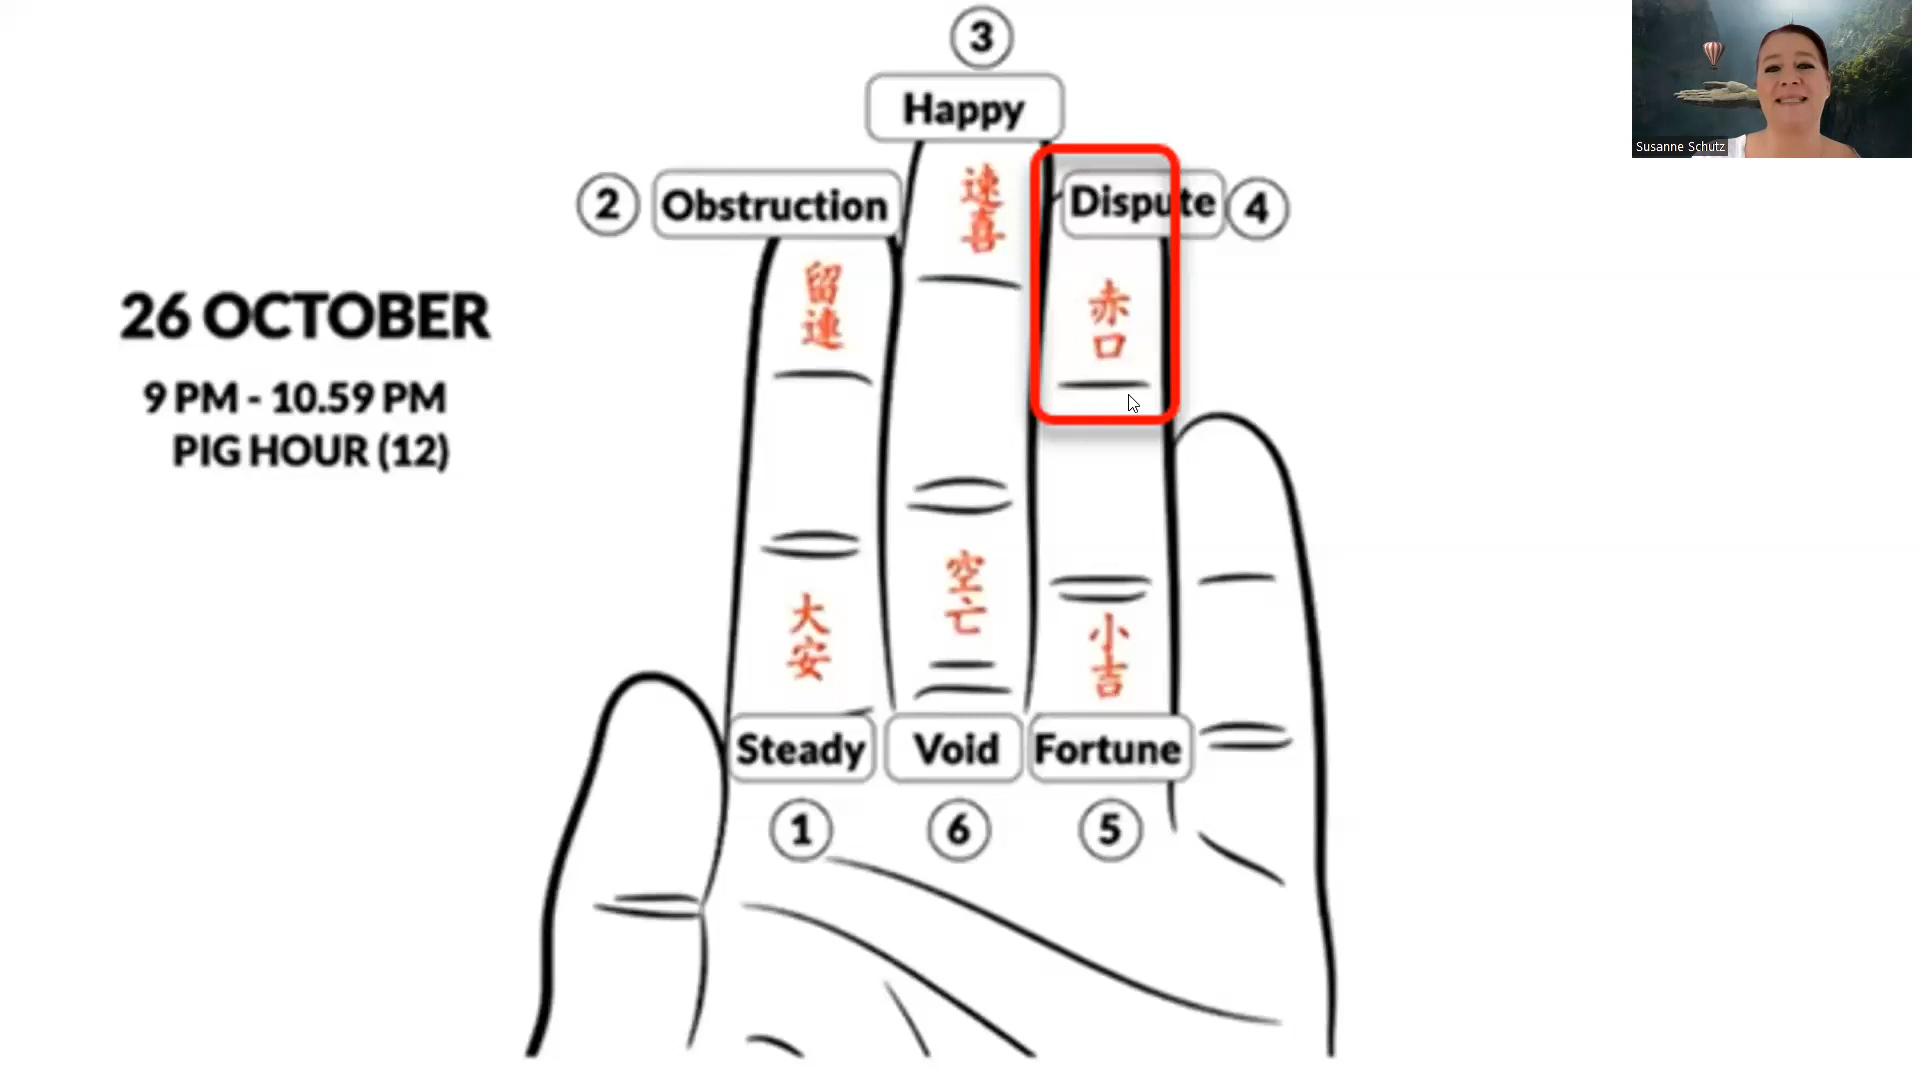 3
Happy
2
Obstruction
Dispute
4
速喜
留連
赤口
26 OCTOBER
9 PM - 10.59 PM
PIG HOUR (12)
空亡
大安
小吉
Steady
Void
Fortune
1
6
5
Susanne Schutz